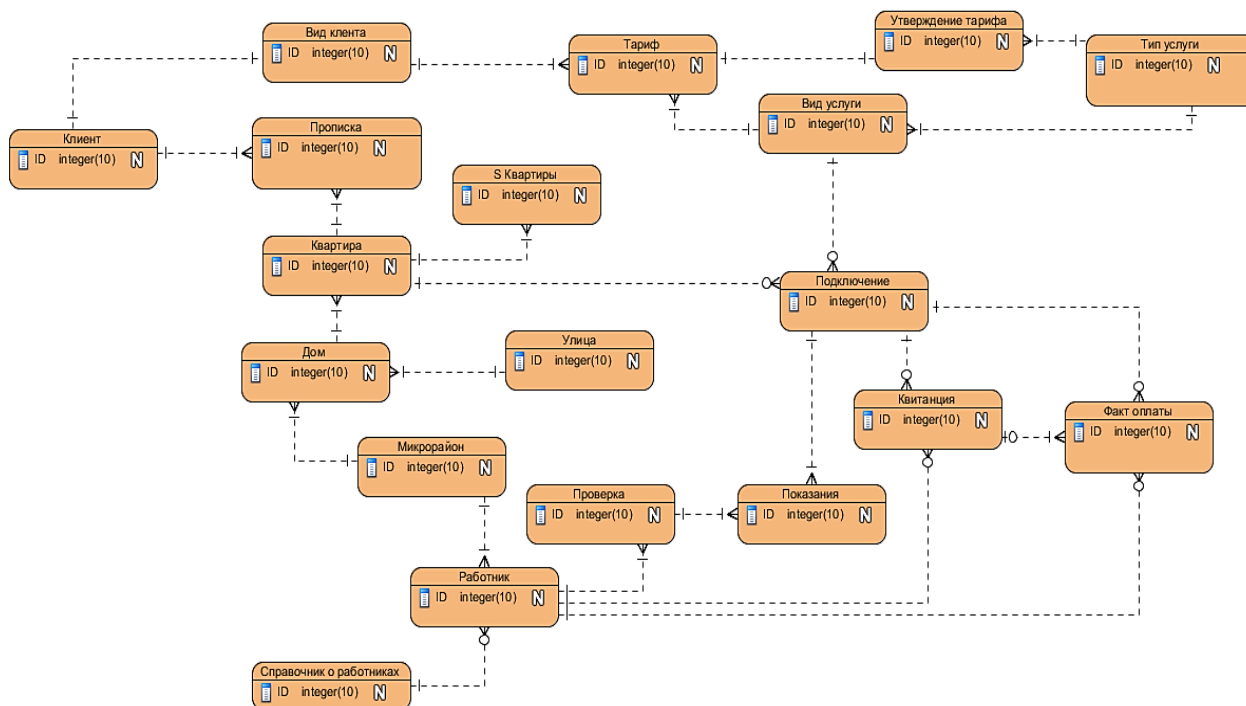 Вид клента
ID integer(10) N
Тариф
ID integer(10) N
Утверждение тарифа
ID integer(10) N
Тип услуги
ID integer(10) N
Вид услуги
ID integer(10) N
Клиент
ID integer(10) N
Прописка
ID integer(10) N
S Квартиры
ID integer(10) N
Квартира
ID integer(10) N
Подключение
ID integer(10) N
Дом
ID integer(10) N
Улица
ID integer(10) N
Квитанция
ID integer(10) N
Факт оплаты
ID integer(10) N
Микрорайон
ID integer(10) N
Проверка
ID integer(10) N
Показания
ID integer(10) N
Работник
ID integer(10) N
Справочник о работниках
ID integer(10) N